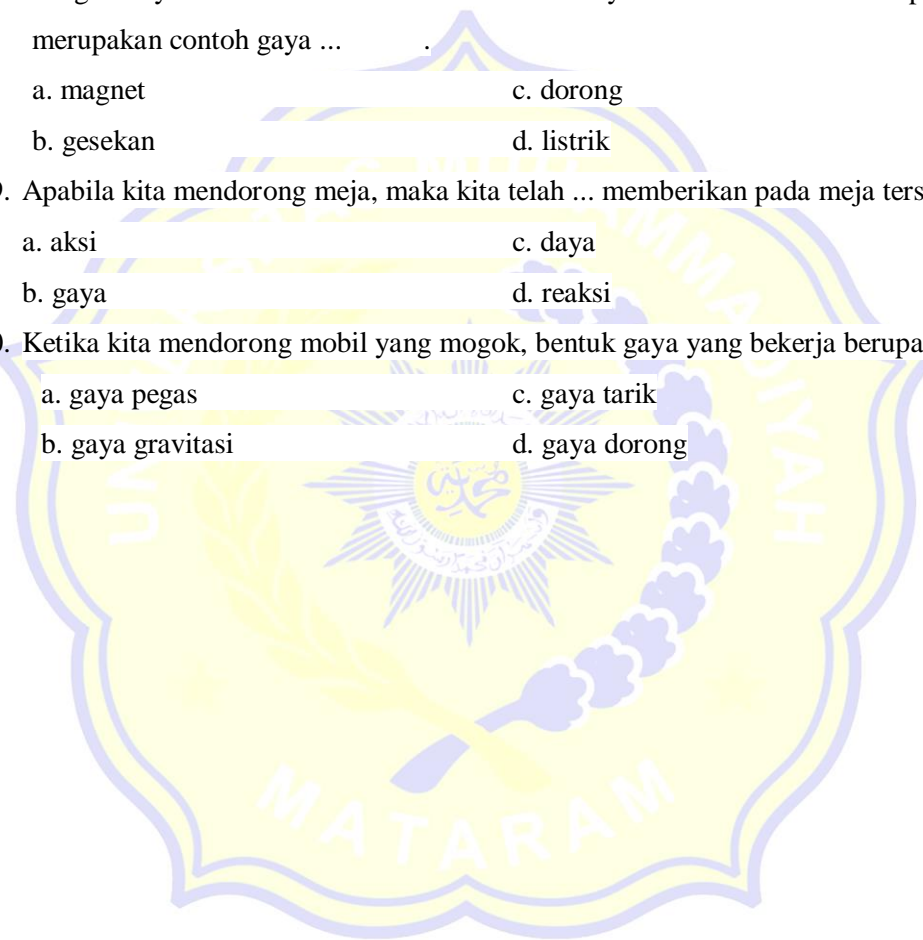 merupakan contoh gaya ... .
a. magnet c. dorong
b. gesekan d. listrik
. Apabila kita mendorong meja, maka kita telah ... memberikan pada meja ters
a. aksi c. daya
b. gaya d. reaksi
. Ketika kita mendorong mobil yang mogok, bentuk gaya yang bekerja berupa
a. gaya pegas c. gaya tarik
b. gaya gravitasi d. gaya dorong
MATARAM